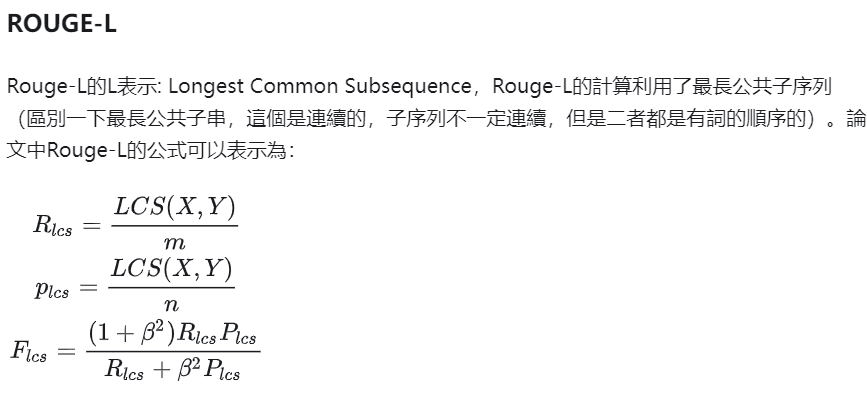 ROUGE-L
Rouge-L的L表示: Longest Common Subsequence，Rouge-L的計算利用了最長公共子序列
（區別一下最長公共子串，這個是連續的，子序列不一定連續，但是二者都是有詞的順序的）。論
文中Rouge-L的公式可以表示為：
R_{lcs} = \frac{LCS(X,Y)}{m}
p_{lcs} = \frac{LCS(X,Y)}{n}
F_{lcs} = \frac{(1+β^2)R_{lcs}P_{lcs}}{R_{lcs}+β^2P_{lcs}}